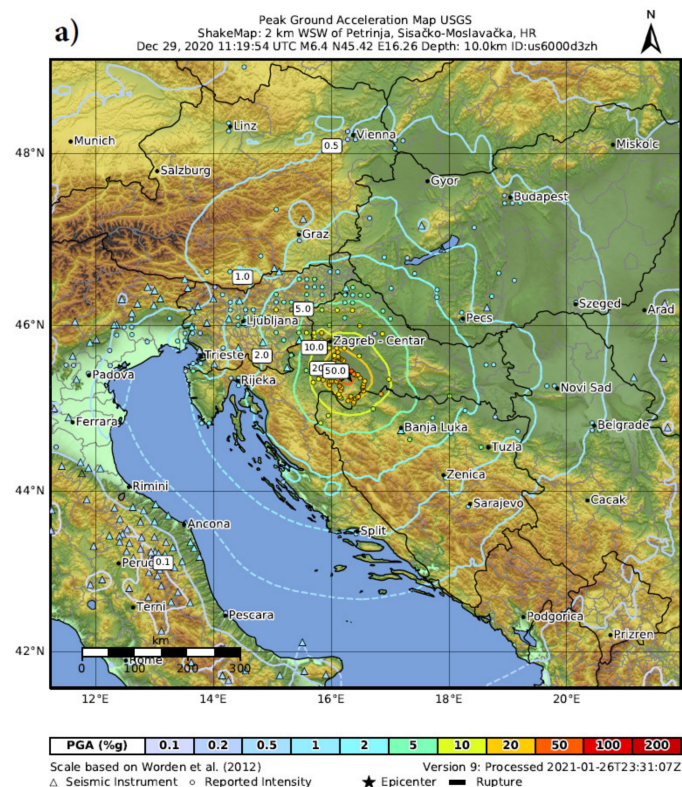 a)
Peak Ground Acceleration Map USGS
ShakeMap: 2 km WSW of Petrinja, Sisačko-Moslavačka, HR
Dec 29, 2020 11:19:54 UTC M6.4 N45.42 E16.26 Depth: 10.0km ID:us6000d3zh
N
Linz
Munich
Vienna
0.5
Miskolc
48°N
Salzburg
Gyor
Budapest
Graz
1.0
5.0
Szeged
Arad
46°N
Ljubljana
Pecs
10.0
Zagreb - Centar
Trieste
2.0
20
50.0
Padova
Rijeka
Novi Sad
Ferrara
Banja Luka
Belgrade
Tuzla
Zenica
44°N
Rimini
Sarajevo
Cacak
Ancona
Split
Perug
0.1
Terni
Pescara
Podgorica
km
Prizren
42°N
0 100 200 300
Rome
12°E 14°E 16°E 18°E 20°E
PGA (%g) 0.1 0.2 0.5 1 2 5 10 20 50 100 200
Scale based on Worden et al. (2012) Version 9: Processed 2021-01-26T23:31:07Z
△ Seismic Instrument ○ Reported Intensity ★ Epicenter ▬ Rupture